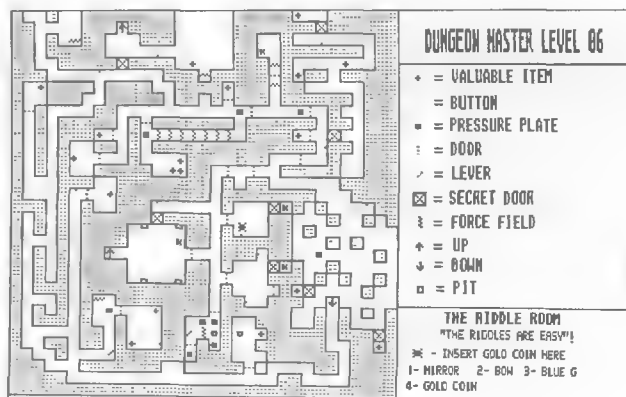 DUNGEON MASTER LEVEL 06
+ = VALUABLE ITEM
= BUTTON
▪ = PRESSURE PLATE
= DOOR
= LEVER
☒ = SECRET DOOR
= FORCE FIELD
↑ = UP
↓ = DOWN
□ = PIT
THE RIDDLE ROOM
"THE RIDDLES ARE EASY"!
⚹ - INSERT GOLD COIN HERE
1- MIRROR 2- BOW 3- BLUE G
4- GOLD COIN